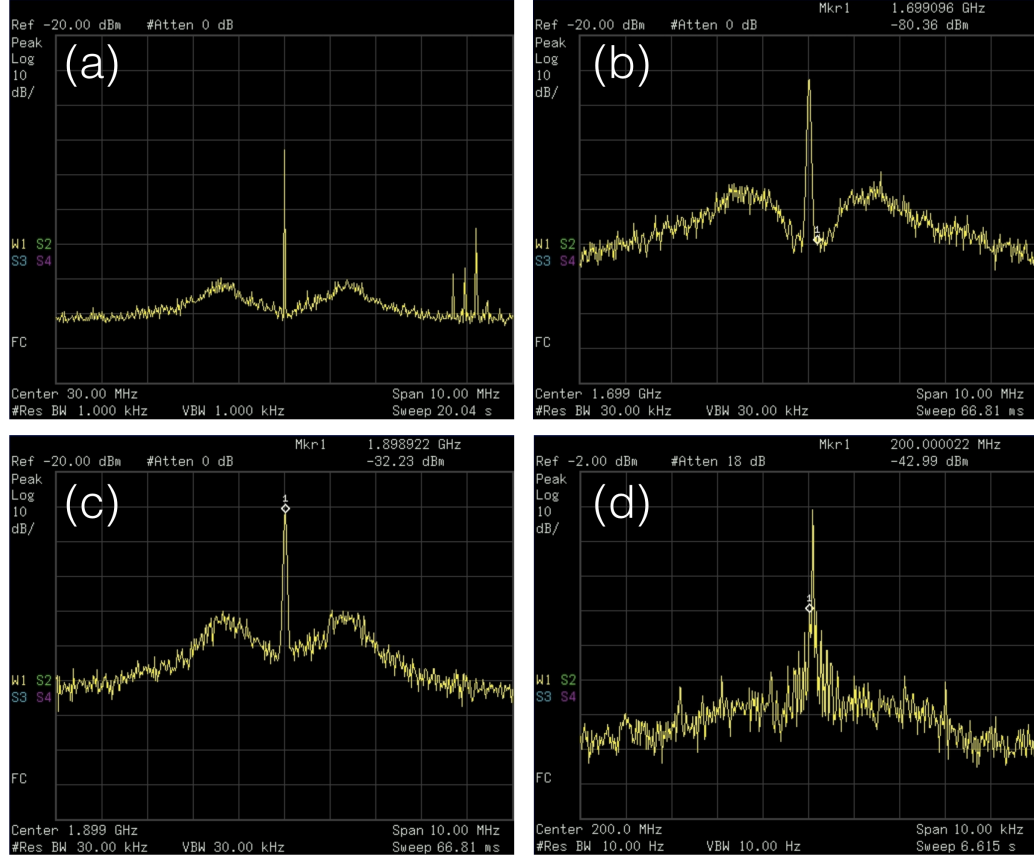 Ref -20.00 dBm #Atten 0 dB
Peak
Log
10
dB/
(a)
W1 S2
S3 S4
FC
Center 30.00 MHz Span 10.00 MHz
#Res BW 1.000 kHz VBW 1.000 kHz Sweep 20.04 s
Mkr1 1.699096 GHz
Ref -20.00 dBm #Atten 0 dB -80.36 dBm
Peak
Log
10
dB/
(b)
1
W1 S2
S3 S4
FC
Center 1.699 GHz Span 10.00 MHz
#Res BW 30.00 kHz VBW 30.00 kHz Sweep 66.81 ms
Mkr1 1.898922 GHz
Ref -20.00 dBm #Atten 0 dB -32.23 dBm
Peak
Log
10
dB/
(c)
1
W1 S2
S3 S4
FC
Center 1.899 GHz Span 10.00 MHz
#Res BW 30.00 kHz VBW 30.00 kHz Sweep 66.81 ms
Mkr1 200.000022 MHz
Ref -2.00 dBm #Atten 18 dB -42.99 dBm
Peak
Log
10
dB/
(d)
1
W1 S2
S3 S4
FC
Center 200.0 MHz Span 10.00 kHz
#Res BW 10.00 Hz VBW 10.00 Hz Sweep 6.615 s